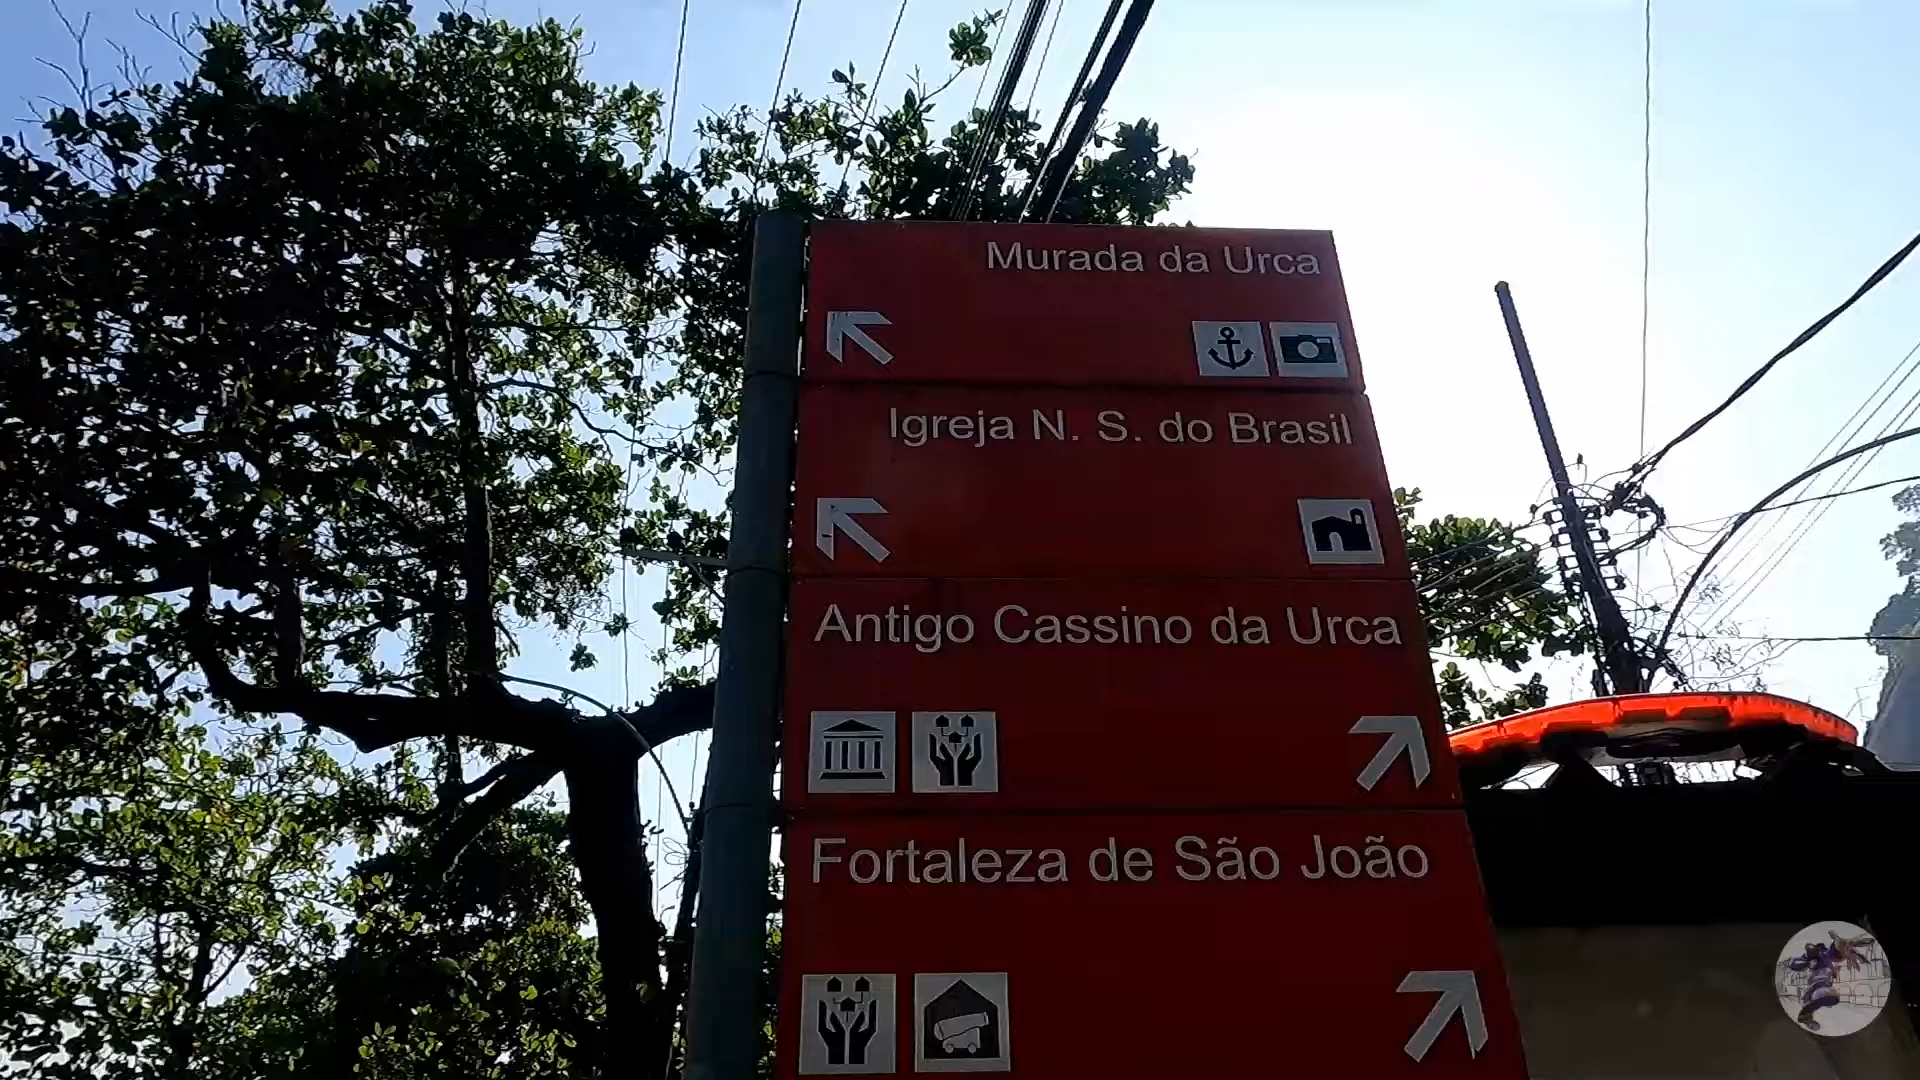 Murada da Urca
Igreja N. S. do Brasil
Antigo Cassino da Urca
Fortaleza de São João